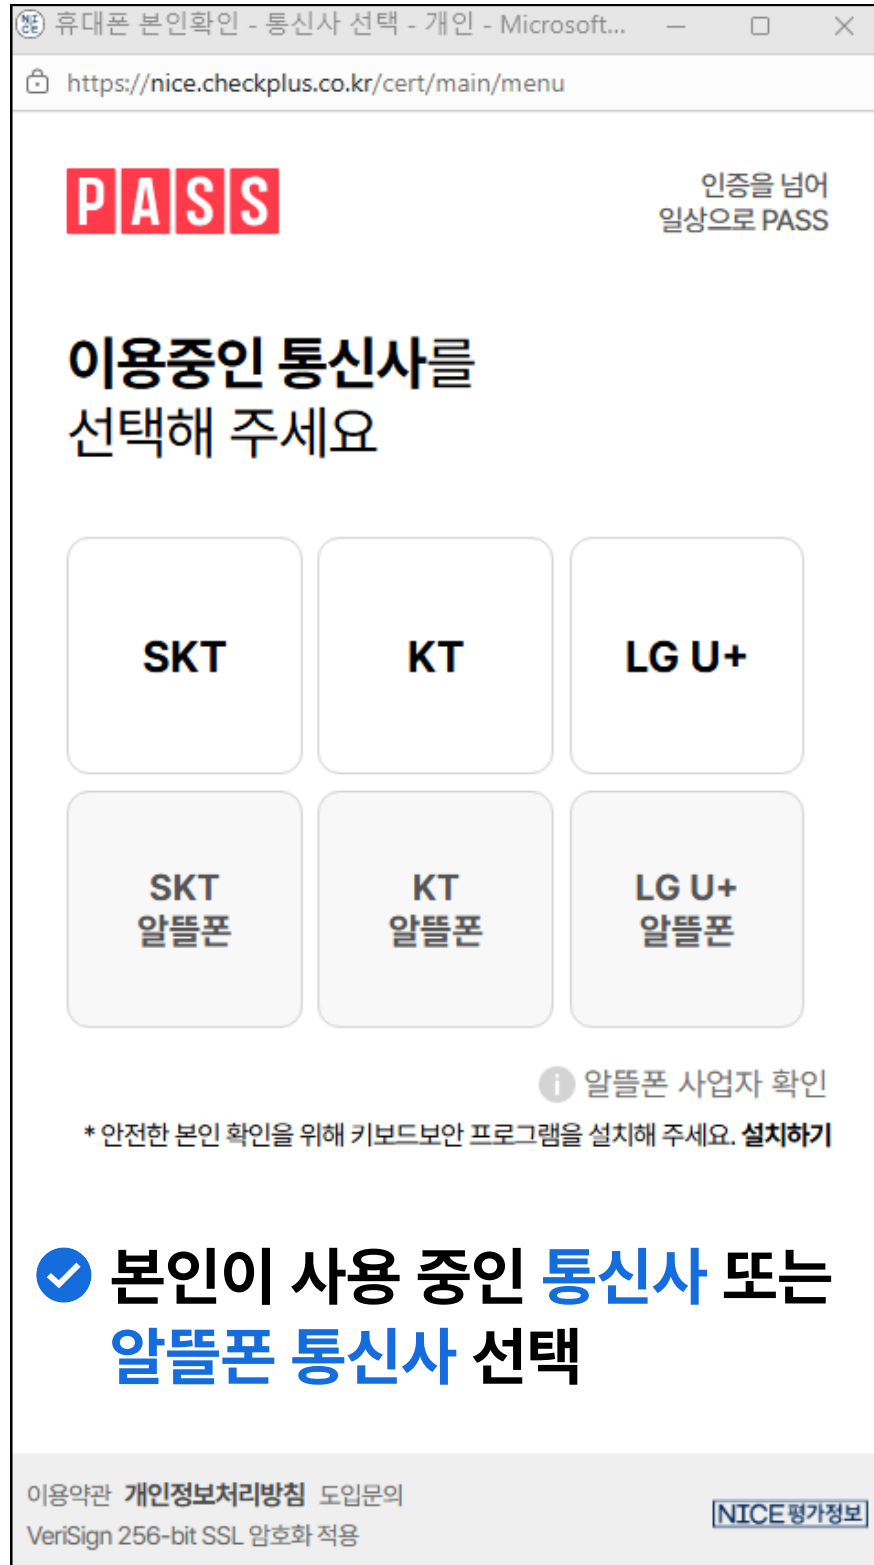 휴대폰 본인확인 - 통신사 선택 - 개인 - Microsoft...
https://nice.checkplus.co.kr/cert/main/menu
PASS
인증을 넘어
일상으로 PASS
이용중인 통신사를
선택해 주세요
SKT
KT
LG U+
SKT
알뜰폰
KT
알뜰폰
LG U+
알뜰폰
알뜰폰 사업자 확인
* 안전한 본인 확인을 위해 키보드보안 프로그램을 설치해 주세요. 설치하기
본인이 사용 중인 통신사 또는
알뜰폰 통신사 선택
이용약관 개인정보처리방침 도입문의
VeriSign 256-bit SSL 암호화 적용
NICE평가정보